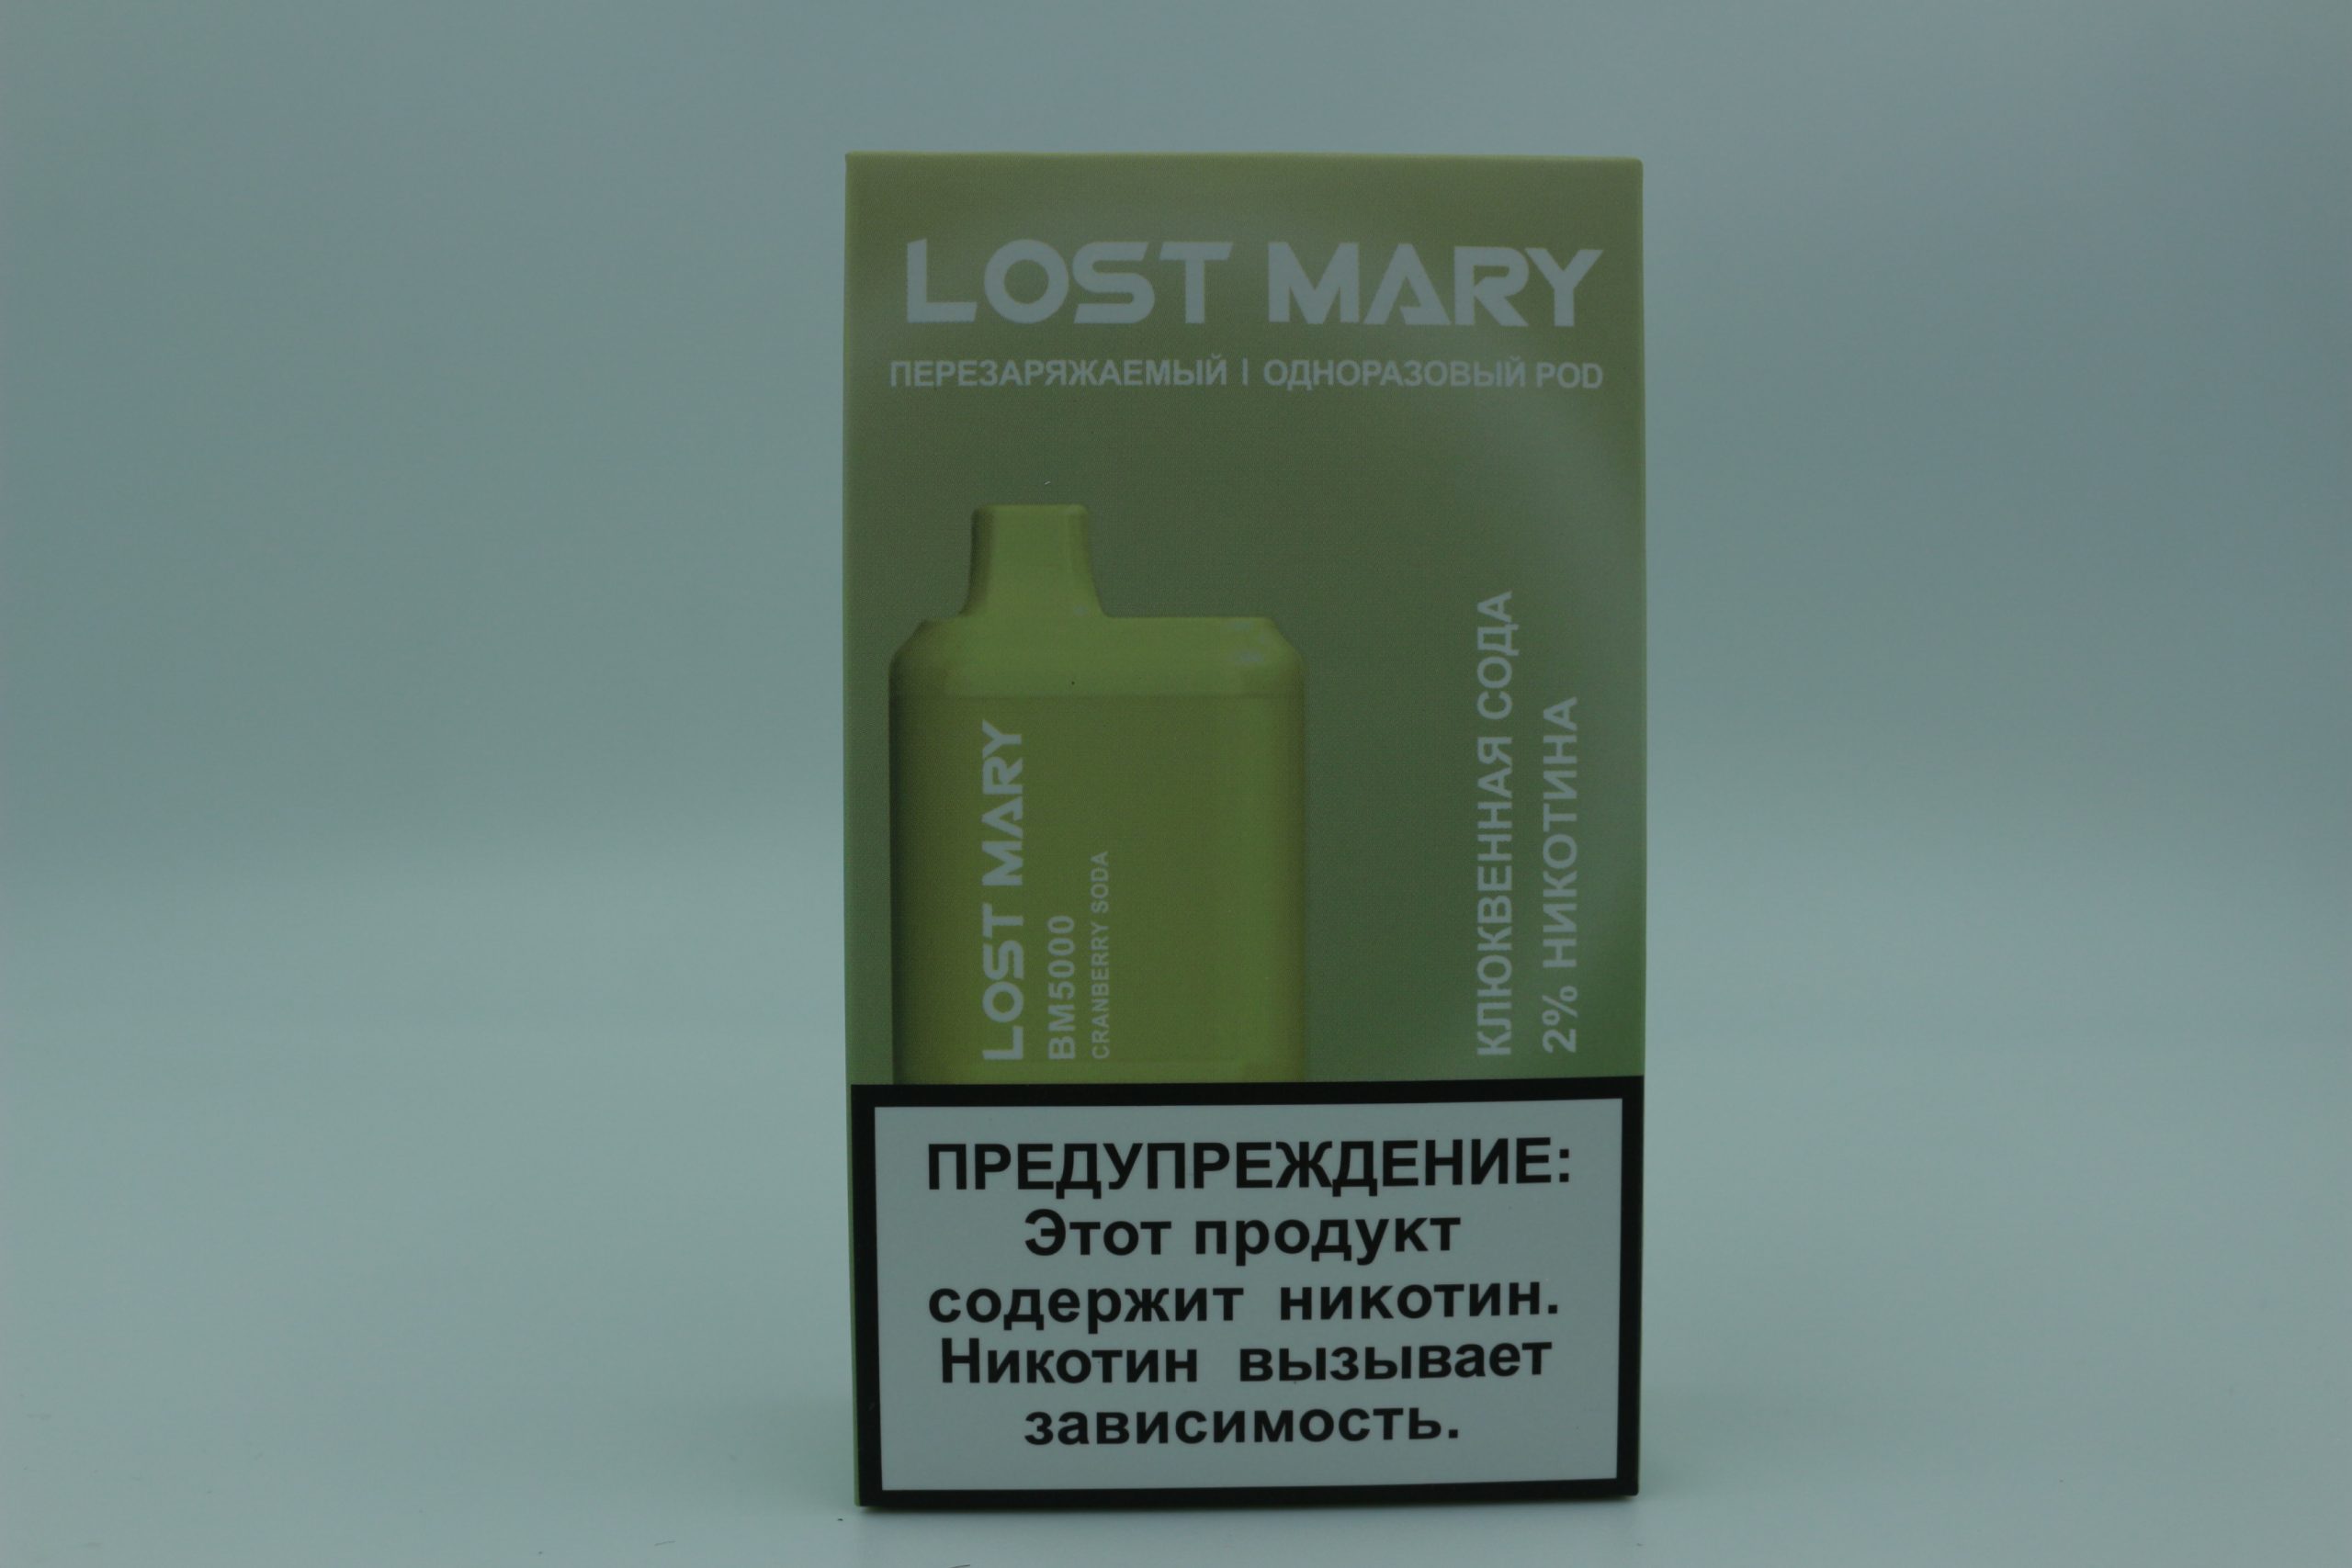 LOST MARY
ПЕРЕЗАРЯЖАЕМЫЙ | ОДНОРАЗОВЫЙ POD
LOST MARY
BM5000
CRANBERRY SODA
КЛЮКВЕННАЯ СОДА
2% НИКОТИНА
ПРЕДУПРЕЖДЕНИЕ:
Этот продукт
содержит никотин.
Никотин вызывает
зависимость.